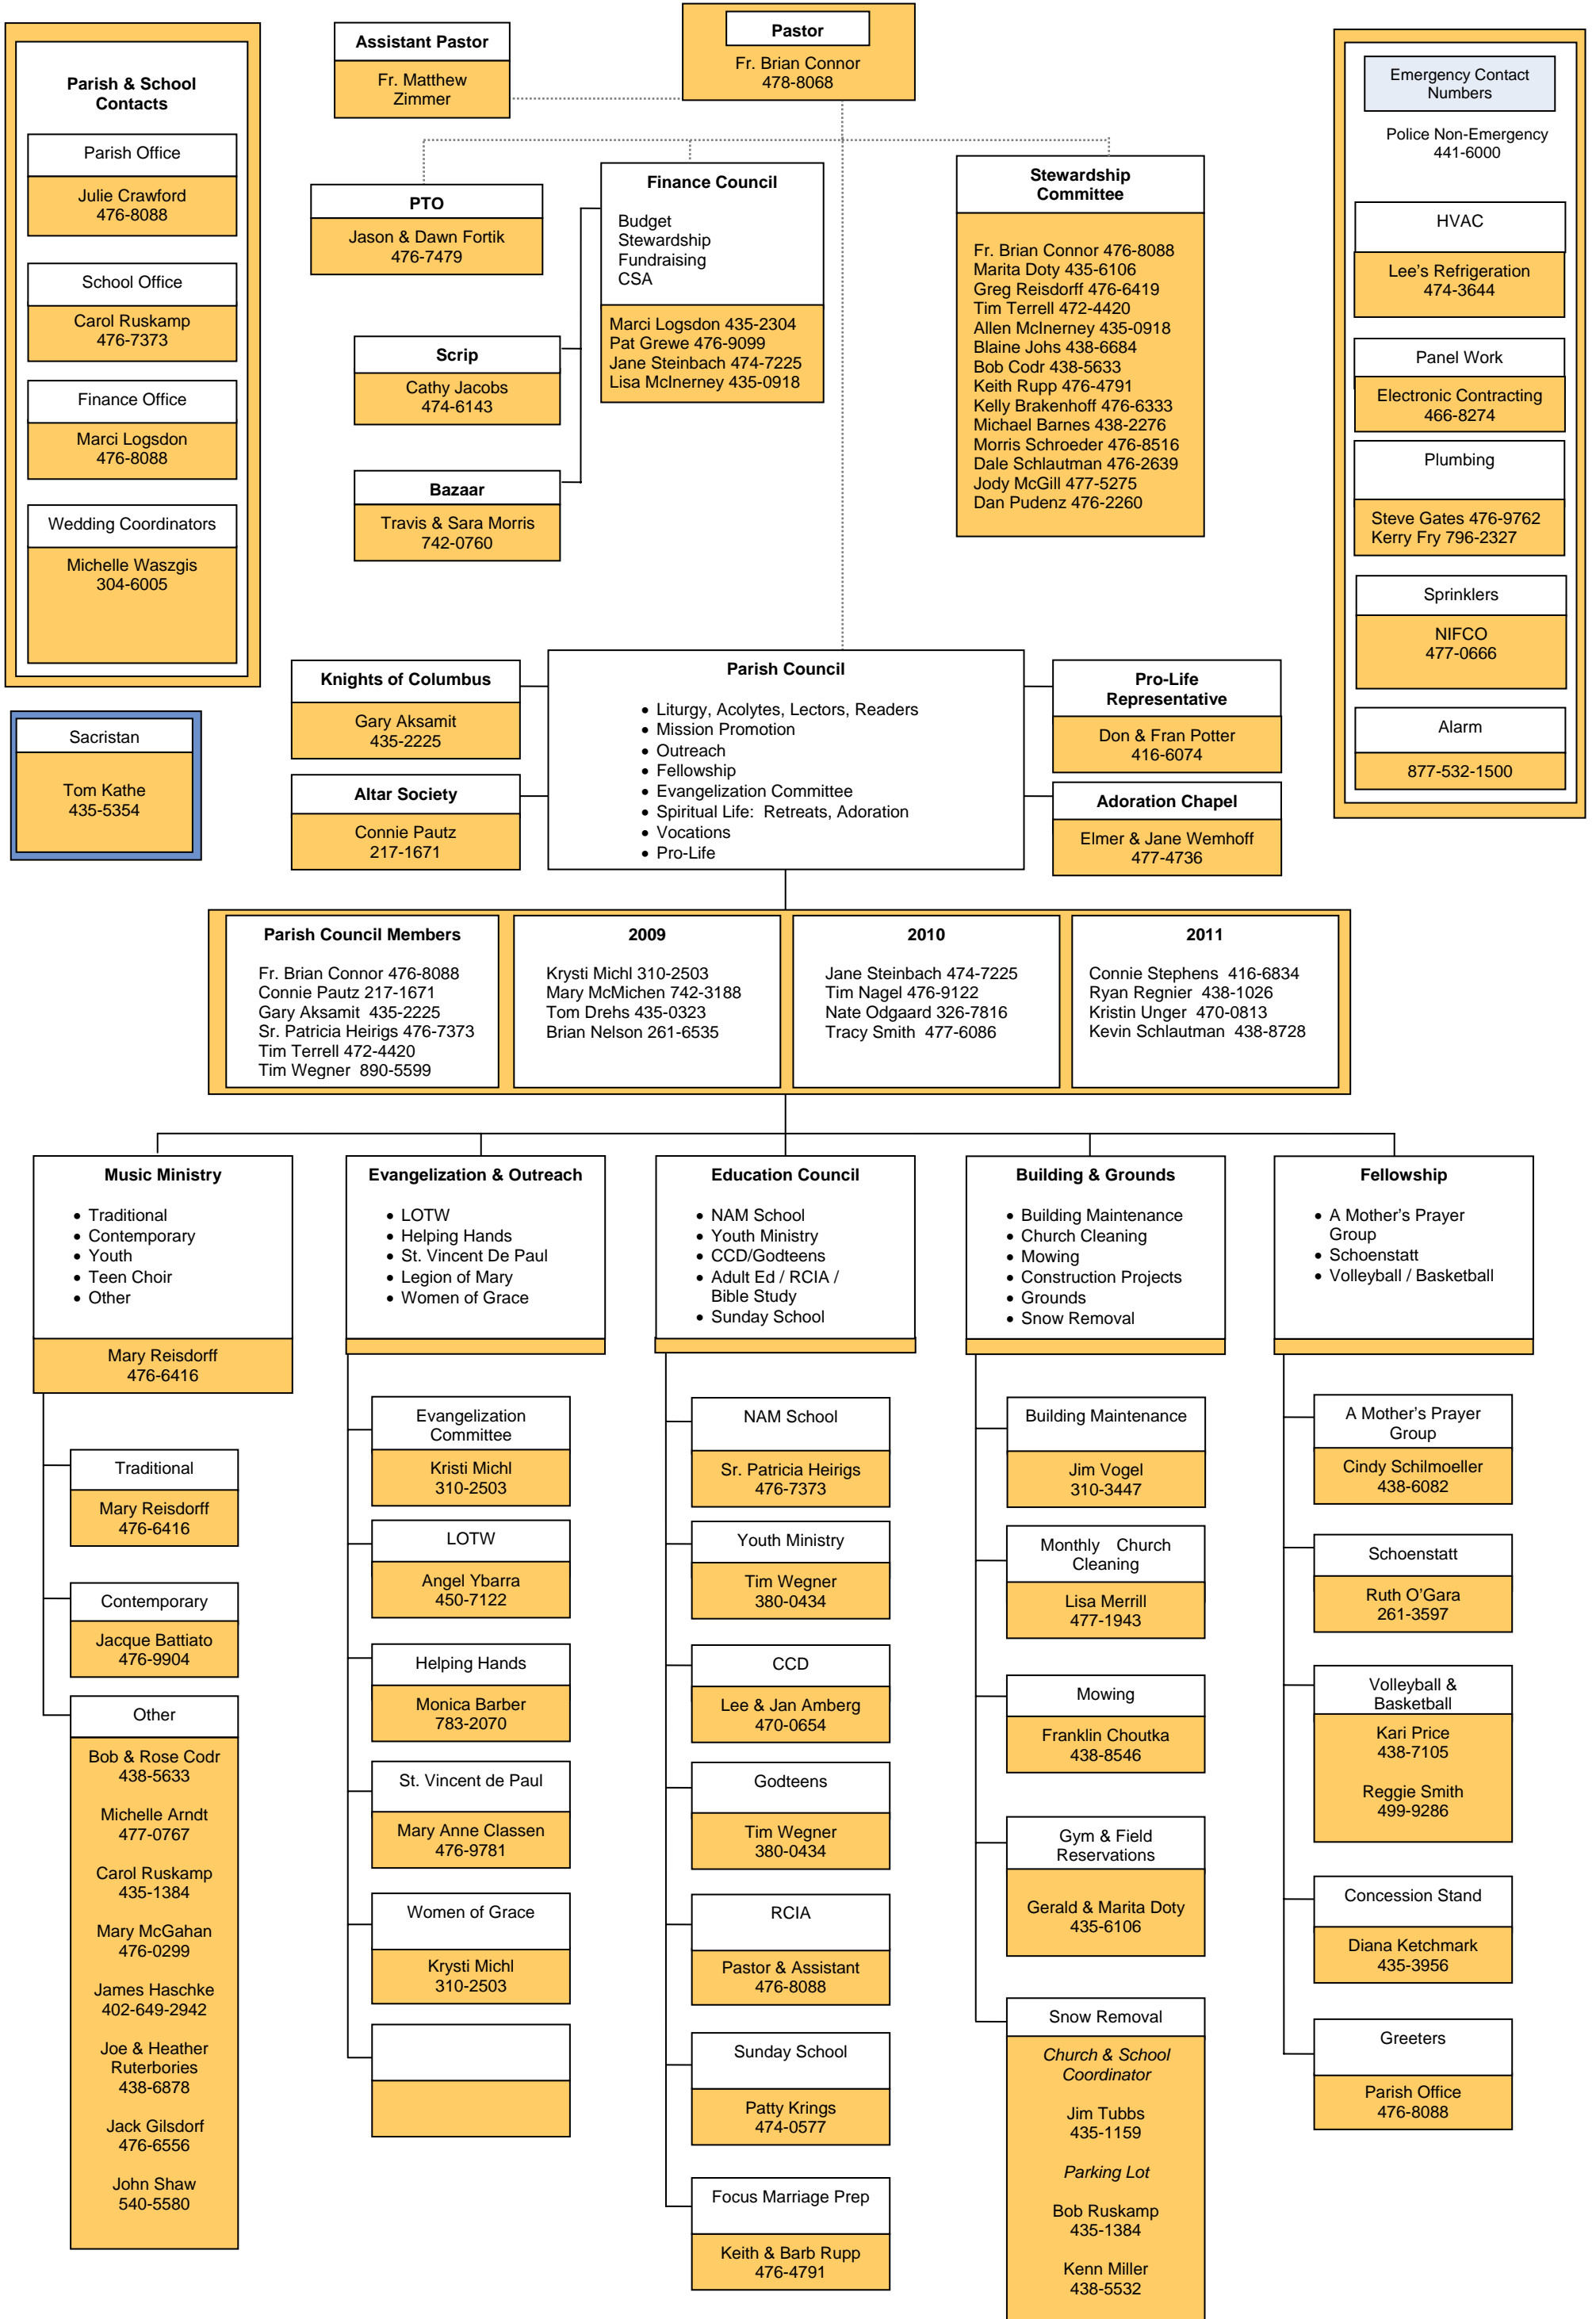 Parish & School
Contacts
Parish Office
Julie Crawford
476-8088
School Office
Carol Ruskamp
476-7373
Finance Office
Marci Logsdon
476-8088
Wedding Coordinators
Michelle Waszgis
304-6005
Sacristan
Tom Kathe
435-5354
Assistant Pastor
Fr. Matthew
Zimmer
Pastor
Fr. Brian Connor
478-8068
PTO
Jason & Dawn Fortik
476-7479
Scrip
Cathy Jacobs
474-6143
Bazaar
Travis & Sara Morris
742-0760
Finance Council
Budget
Stewardship
Fundraising
CSA
Marci Logsdon 435-2304
Pat Grewe 476-9099
Jane Steinbach 474-7225
Lisa McInerney 435-0918
Stewardship
Committee
Fr. Brian Connor 476-8088
Marita Doty 435-6106
Greg Reisdorff 476-6419
Tim Terrell 472-4420
Allen McInerney 435-0918
Blaine Johs 438-6684
Bob Codr 438-5633
Keith Rupp 476-4791
Kelly Brakenhoff 476-6333
Michael Barnes 438-2276
Morris Schroeder 476-8516
Dale Schlautman 476-2639
Jody McGill 477-5275
Dan Pudenz 476-2260
Emergency Contact
Numbers
Police Non-Emergency
441-6000
HVAC
Lee's Refrigeration
474-3644
Panel Work
Electronic Contracting
466-8274
Plumbing
Steve Gates 476-9762
Kerry Fry 796-2327
Sprinklers
NIFCO
477-0666
Alarm
877-532-1500
Knights of Columbus
Gary Aksamit
435-2225
Altar Society
Connie Pautz
217-1671
Parish Council
• Liturgy, Acolytes, Lectors, Readers
• Mission Promotion
• Outreach
• Fellowship
• Evangelization Committee
• Spiritual Life: Retreats, Adoration
• Vocations
• Pro-Life
Pro-Life
Representative
Don & Fran Potter
416-6074
Adoration Chapel
Elmer & Jane Wemhoff
477-4736
Parish Council Members
Fr. Brian Connor 476-8088
Connie Pautz 217-1671
Gary Aksamit 435-2225
Sr. Patricia Heirigs 476-7373
Tim Terrell 472-4420
Tim Wegner 890-5599
2009
Krysti Michl 310-2503
Mary McMichen 742-3188
Tom Drehs 435-0323
Brian Nelson 261-6535
2010
Jane Steinbach 474-7225
Tim Nagel 476-9122
Nate Odgaard 326-7816
Tracy Smith 477-6086
2011
Connie Stephens 416-6834
Ryan Regnier 438-1026
Kristin Unger 470-0813
Kevin Schlautman 438-8728
Music Ministry
• Traditional
• Contemporary
• Youth
• Teen Choir
• Other
Mary Reisdorff
476-6416
Traditional
Mary Reisdorff
476-6416
Contemporary
Jacque Battiato
476-9904
Other
Bob & Rose Codr
438-5633
Michelle Arndt
477-0767
Carol Ruskamp
435-1384
Mary McGahan
476-0299
James Haschke
402-649-2942
Joe & Heather
Ruterbories
438-6878
Jack Gilsdorf
476-6556
John Shaw
540-5580
Evangelization & Outreach
• LOTW
• Helping Hands
• St. Vincent De Paul
• Legion of Mary
• Women of Grace
Evangelization
Committee
Kristi Michl
310-2503
LOTW
Angel Ybarra
450-7122
Helping Hands
Monica Barber
783-2070
St. Vincent de Paul
Mary Anne Classen
476-9781
Women of Grace
Krysti Michl
310-2503
Education Council
• NAM School
• Youth Ministry
• CCD/Godteens
• Adult Ed / RCIA /
Bible Study
• Sunday School
NAM School
Sr. Patricia Heirigs
476-7373
Youth Ministry
Tim Wegner
380-0434
CCD
Lee & Jan Amberg
470-0654
Godteens
Tim Wegner
380-0434
RCIA
Pastor & Assistant
476-8088
Sunday School
Patty Krings
474-0577
Focus Marriage Prep
Keith & Barb Rupp
476-4791
Building & Grounds
• Building Maintenance
• Church Cleaning
• Mowing
• Construction Projects
• Grounds
• Snow Removal
Building Maintenance
Jim Vogel
310-3447
Monthly Church
Cleaning
Lisa Merrill
477-1943
Mowing
Franklin Choutka
438-8546
Gym & Field
Reservations
Gerald & Marita Doty
435-6106
Snow Removal
Church & School
Coordinator
Jim Tubbs
435-1159
Parking Lot
Bob Ruskamp
435-1384
Kenn Miller
438-5532
Fellowship
• A Mother's Prayer
Group
• Schoenstatt
• Volleyball / Basketball
A Mother's Prayer
Group
Cindy Schilmoeller
438-6082
Schoenstatt
Ruth O'Gara
261-3597
Volleyball &
Basketball
Kari Price
438-7105
Reggie Smith
499-9286
Concession Stand
Diana Ketchmark
435-3956
Greeters
Parish Office
476-8088